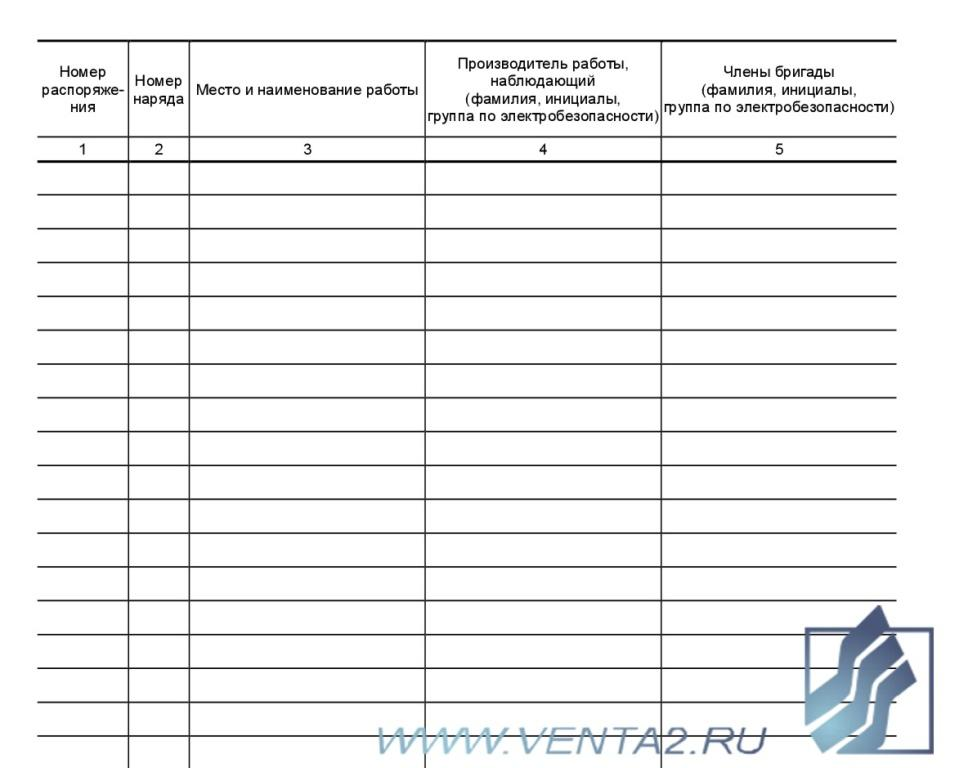 Номер
распоряже-
ния
Номер
наряда
Место и наименование работы
Производитель работы,
наблюдающий
(фамилия, инициалы,
группа по электробезопасности)
Члены бригады
(фамилия, инициалы,
группа по электробезопасности)
1 2 3 4 5
WWW.VENTA2.RU